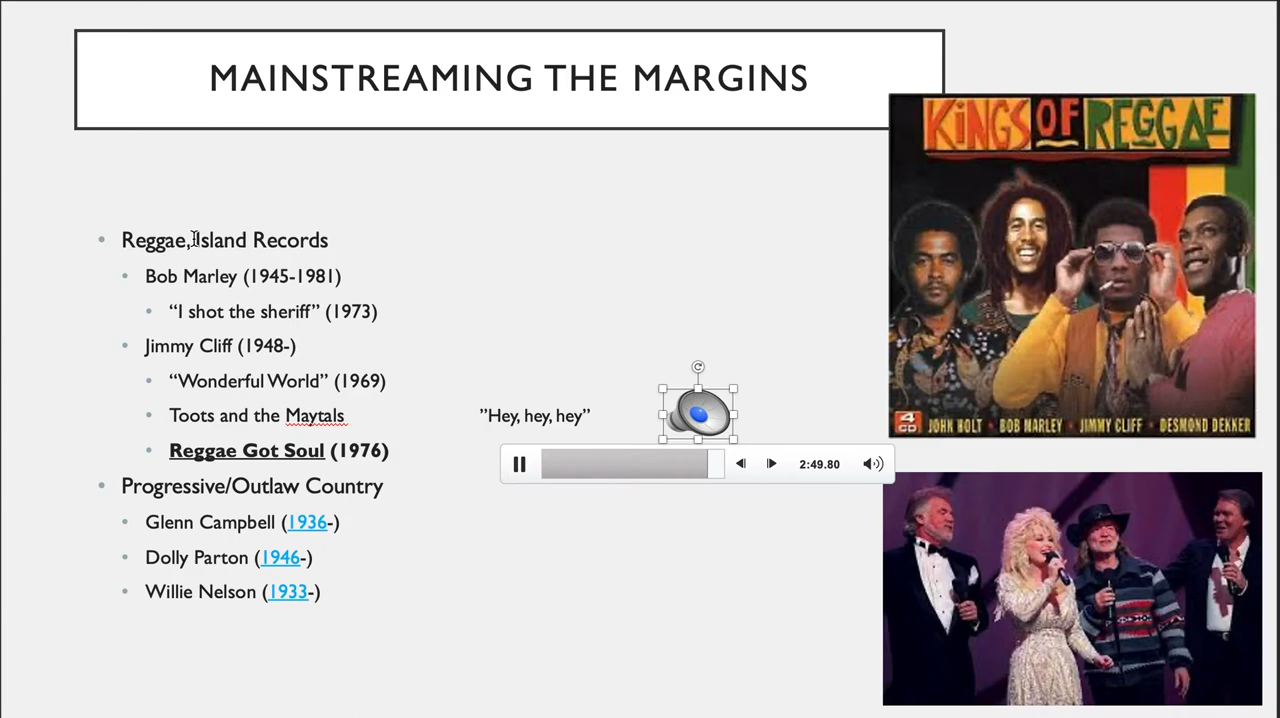 MAINSTREAMING THE MARGINS
KINGS OF REGGAE
4
CD
JOHN HOLT • BOB MARLEY • JIMMY CLIFF • DESMOND DEKKER
• Reggae, Island Records
• Bob Marley (1945-1981)
• “I shot the sheriff” (1973)
• Jimmy Cliff (1948-)
• “Wonderful World” (1969)
• Toots and the Maytals ”Hey, hey, hey”
• Reggae Got Soul (1976)
2:49.80
• Progressive/Outlaw Country
• Glenn Campbell (1936-)
• Dolly Parton (1946-)
• Willie Nelson (1933-)